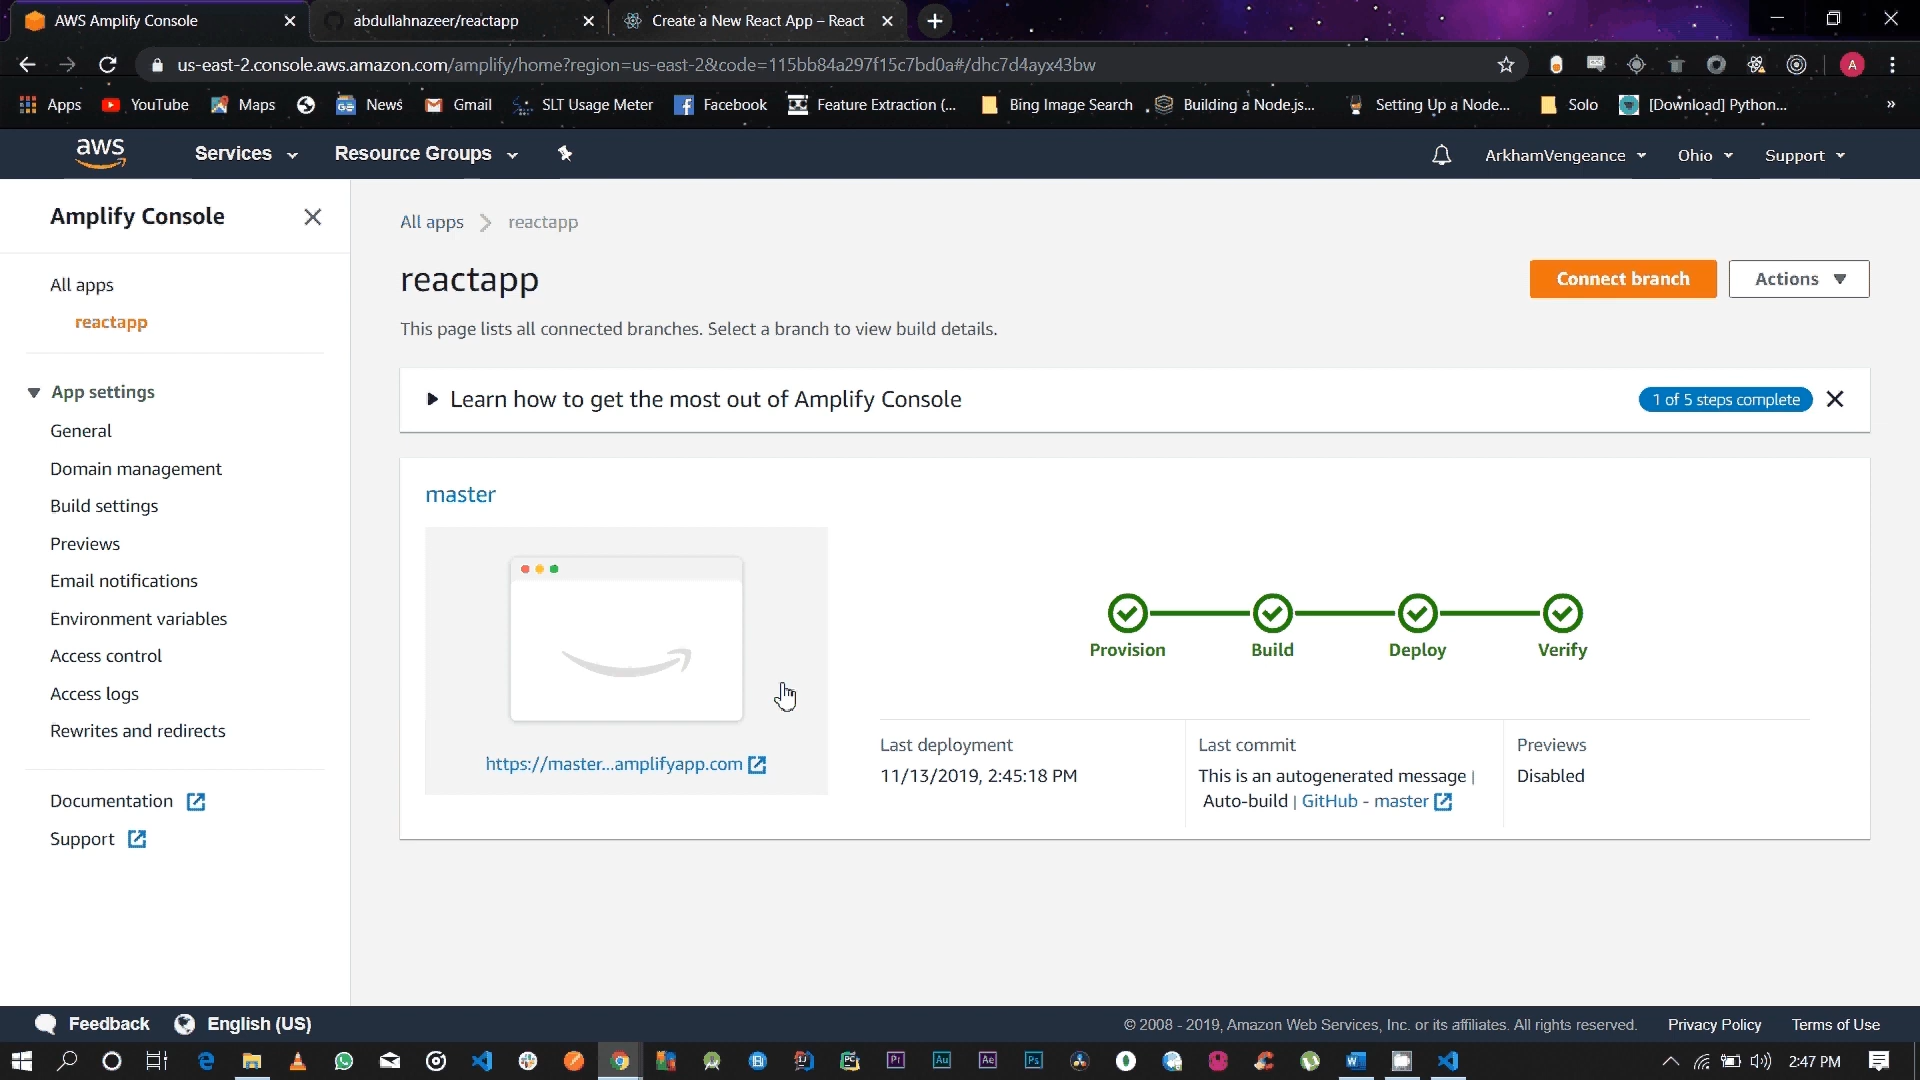 AWS Amplify Console
abdullahnazeer/reactapp
Create a New React App – React
us-east-2.console.aws.amazon.com/amplify/home?region=us-east-2&code=115bb84a297f15c7bd0a#/dhc7d4ayx43bw
A
Apps YouTube Maps News Gmail SLT Usage Meter Facebook Feature Extraction (... Bing Image Search Building a Node.js... Setting Up a Node... Solo [Download] Python... »
aws Services Resource Groups ArkhamVengeance Ohio Support
Amplify Console
All apps
reactapp
App settings
General
Domain management
Build settings
Previews
Email notifications
Environment variables
Access control
Access logs
Rewrites and redirects
Documentation
Support
All apps reactapp
reactapp
Connect branch
Actions
This page lists all connected branches. Select a branch to view build details.
Learn how to get the most out of Amplify Console
1 of 5 steps complete
master
https://master...amplifyapp.com
Provision Build Deploy Verify
Last deployment
11/13/2019, 2:45:18 PM
Last commit
This is an autogenerated message |
Auto-build | GitHub - master
Previews
Disabled
Feedback English (US)
© 2008 - 2019, Amazon Web Services, Inc. or its affiliates. All rights reserved. Privacy Policy Terms of Use
Pr Au Ae Ps
2:47 PM